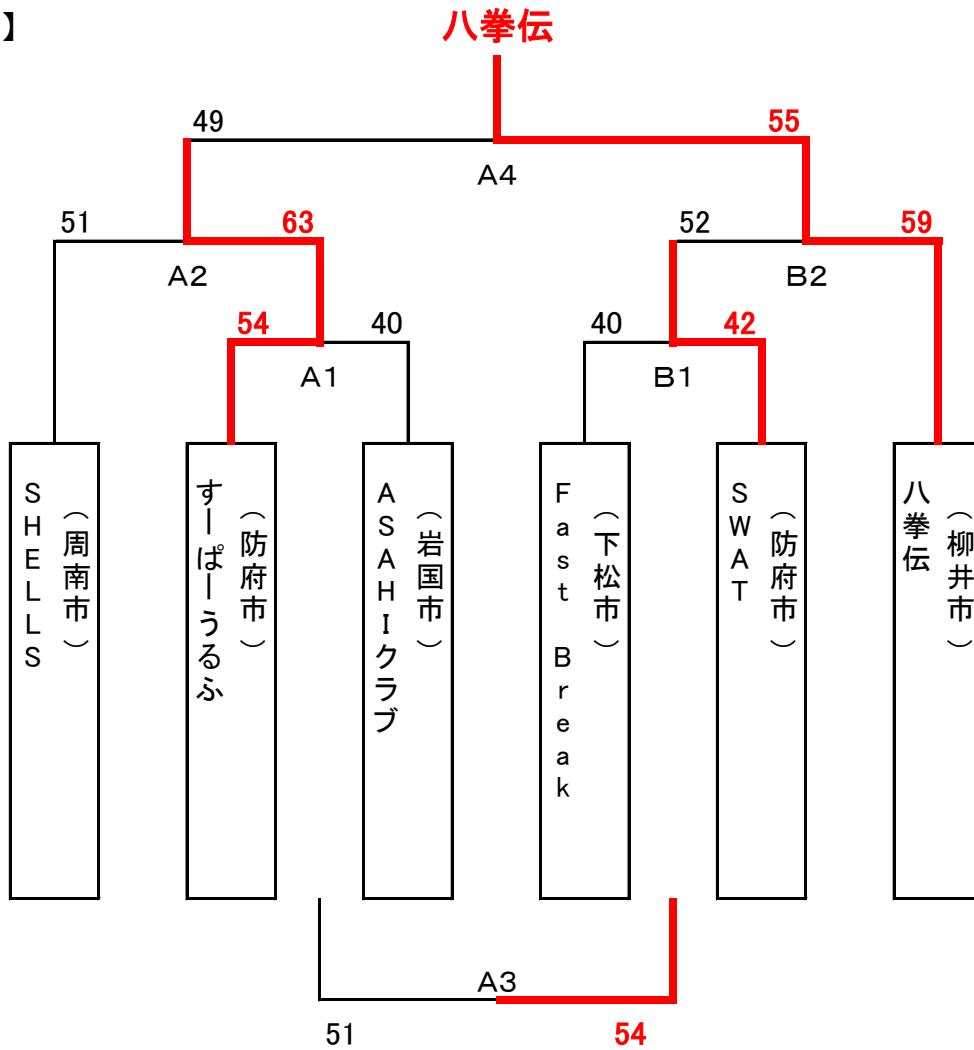 】
八拳伝
49
55
A4
51
63
52
59
A2
B2
54
40
40
42
A1
B1
SHELLS
（周南市）
すーぱーうるふ
（防府市）
ASAHIクラブ
（岩国市）
Fast Break
（下松市）
SWAT
（防府市）
八拳伝
（柳井市）
A3
51
54